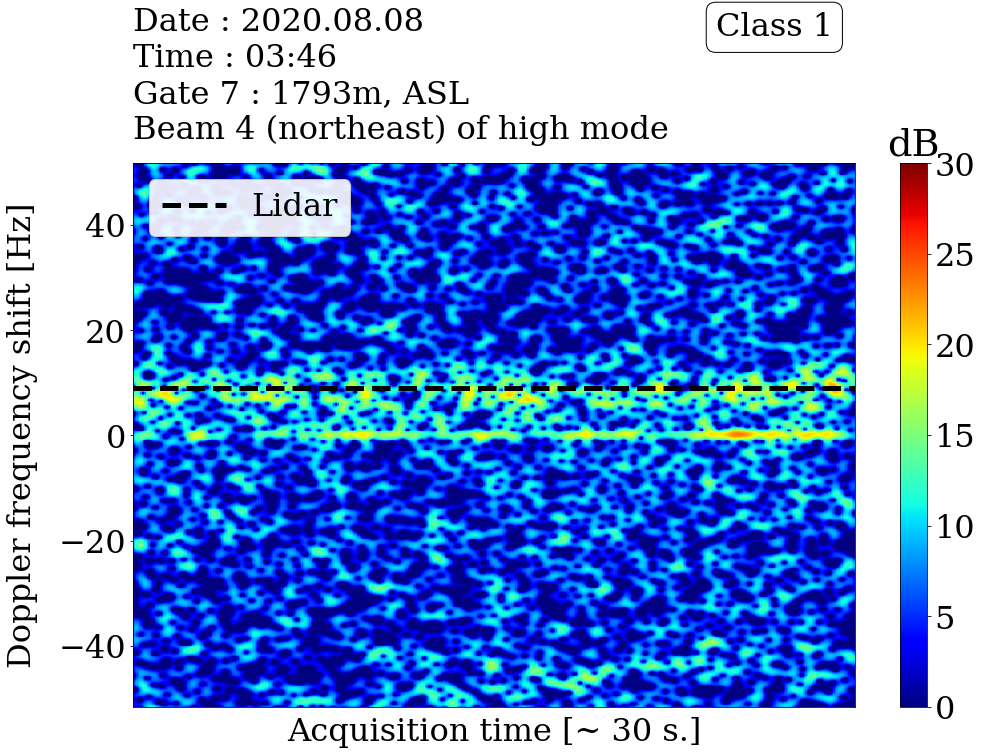 Date : 2020.08.08
Class 1
Time : 03:46
Gate 7 : 1793m, ASL
Beam 4 (northeast) of high mode
dB
Lidar
Doppler frequency shift [Hz]
40
20
0
−20
−40
30
25
20
15
10
5
0
Acquisition time [~ 30 s.]